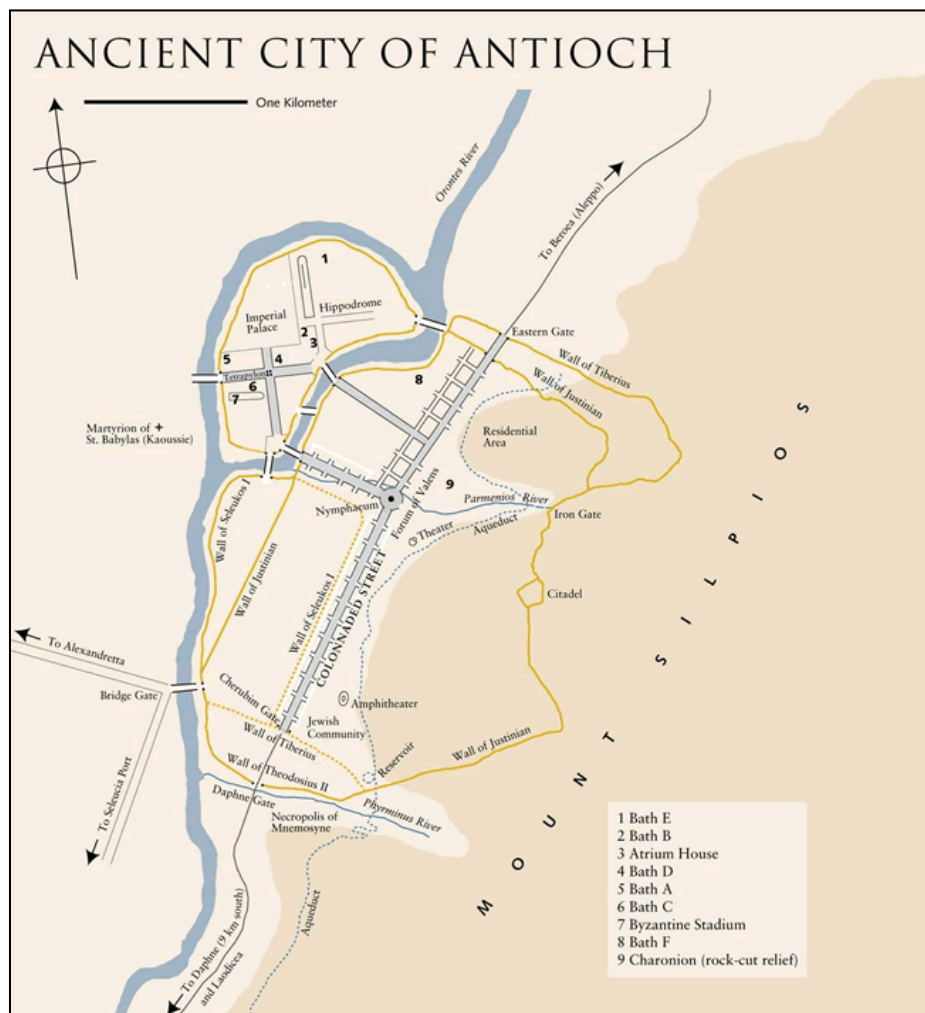 ANCIENT CITY OF ANTIOCH
One Kilometer
Orontes River
To Beroea (Aleppo)
1
Hippodrome
Imperial
Palace
2
3
Eastern Gate
5
4
Tetrapylon
6
7
8
Wall of Tiberius
Wall of Justinian
Martyrion of
St. Babylas (Kaoussie)
Residential
Area
9
Nymphaeum
Forum of Valens
Parmenios River
Iron Gate
Theater
Aqueduct
Wall of Seleukos I
Wall of Justinian
Wall of Seleukos I
COLONNADED STREET
Citadel
MOUNT SILPIOS
To Alexandretta
Bridge Gate
Cherubim Gate
Amphitheater
Jewish
Community
Wall of Tiberius
Wall of Justinian
Reservoir
Wall of Theodosius II
To Seleucia Port
Daphne Gate
Phyrminus River
Necropolis of
Mnemosyne
Aqueduct
To Daphne (9 km south)
and Laodicea
1 Bath E
2 Bath B
3 Atrium House
4 Bath D
5 Bath A
6 Bath C
7 Byzantine Stadium
8 Bath F
9 Charonion (rock-cut relief)